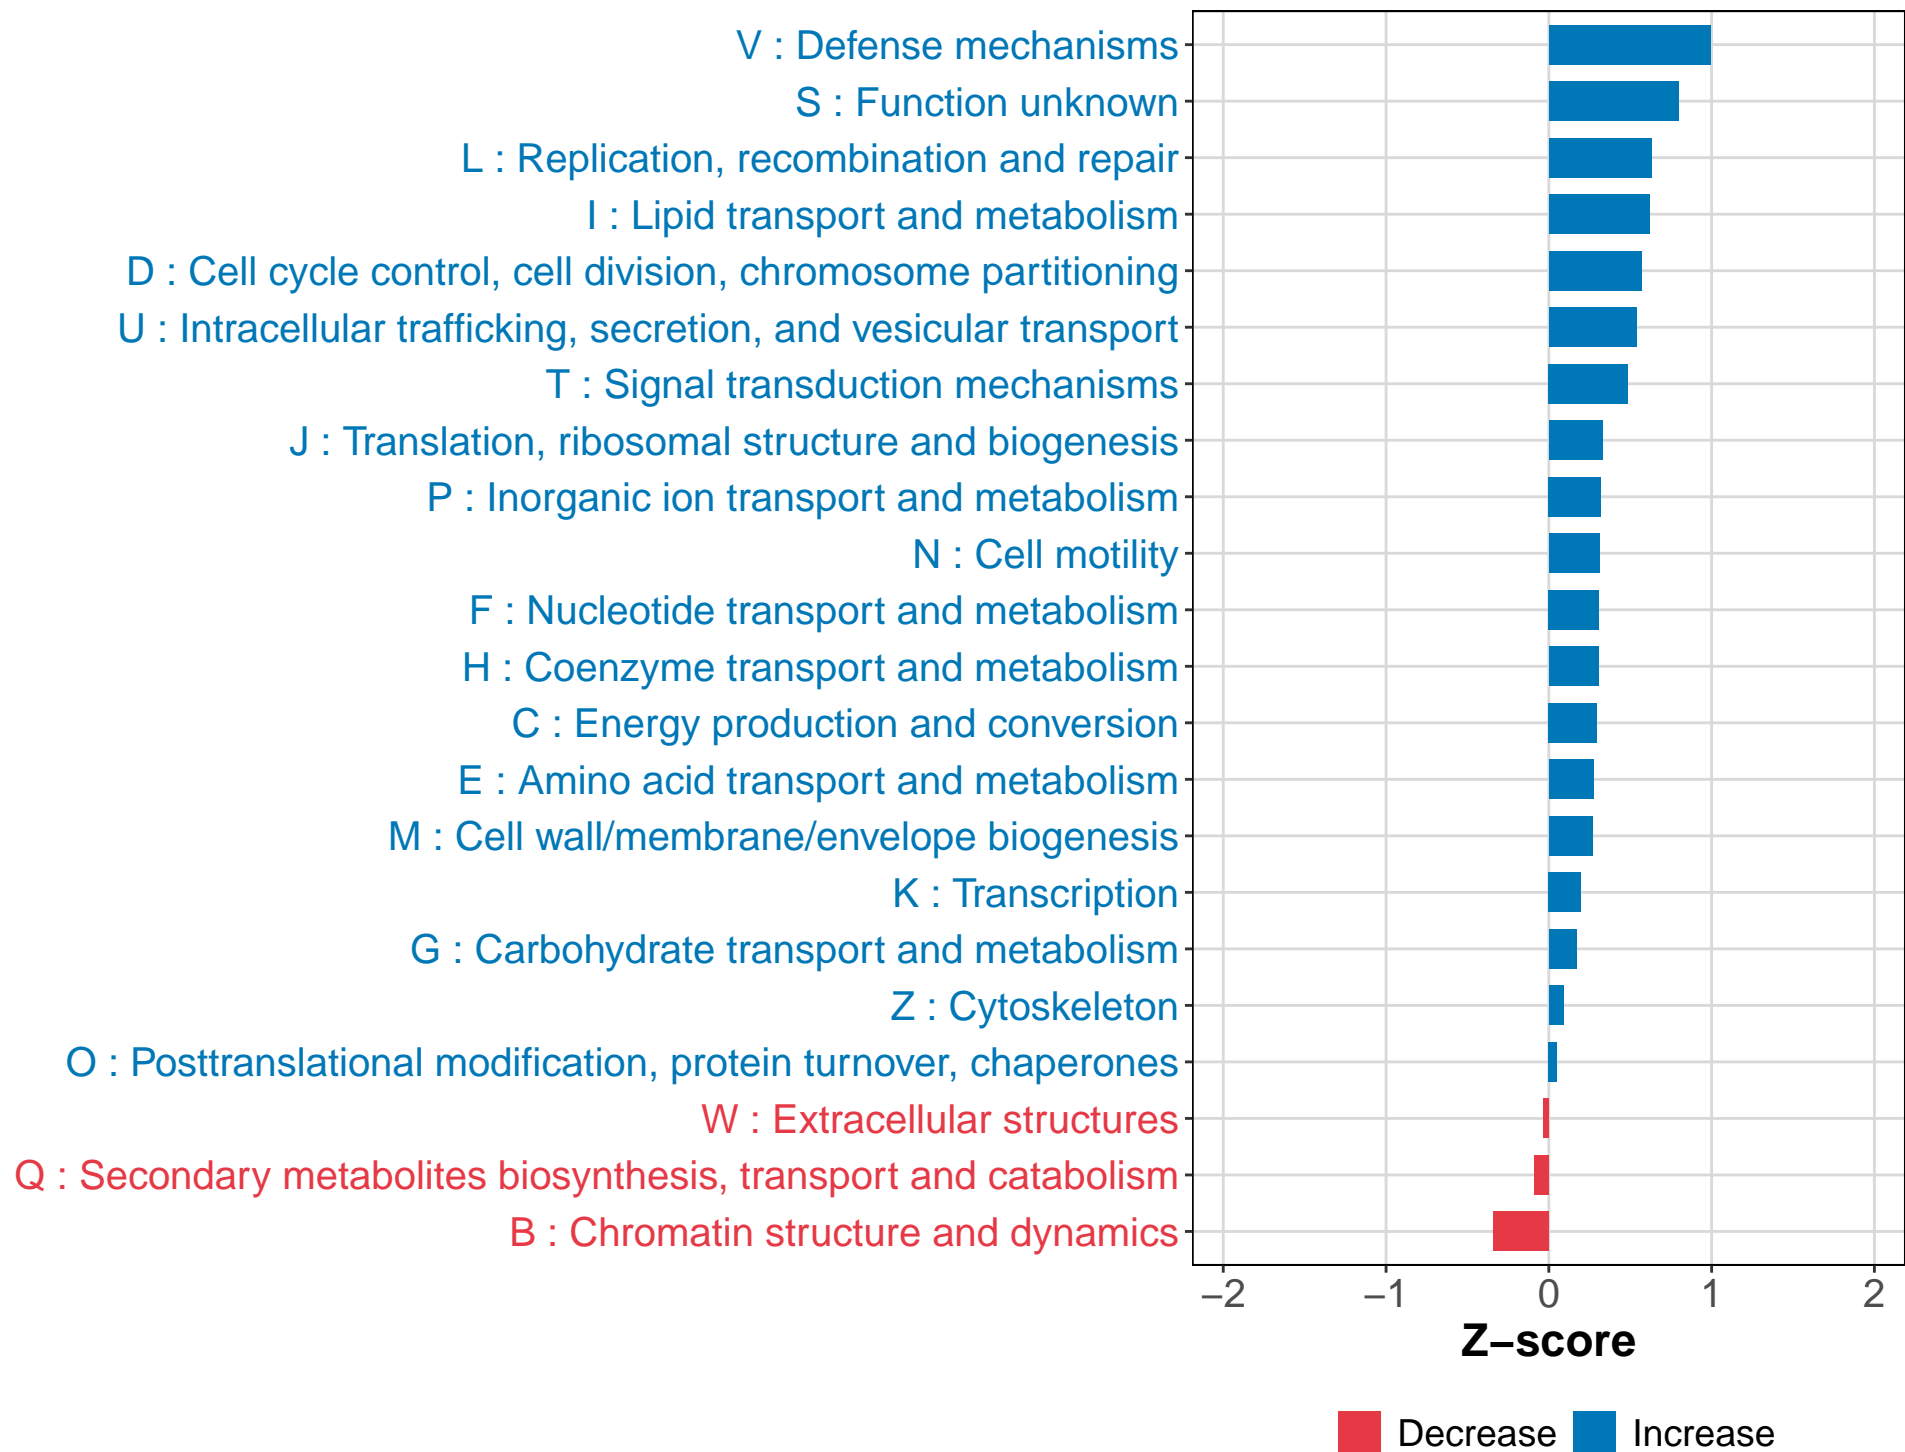 V : Defense mechanisms
S : Function unknown
L : Replication, recombination and repair
I : Lipid transport and metabolism
D : Cell cycle control, cell division, chromosome partitioning
U : Intracellular trafficking, secretion, and vesicular transport
T : Signal transduction mechanisms
J : Translation, ribosomal structure and biogenesis
P : Inorganic ion transport and metabolism
N : Cell motility
F : Nucleotide transport and metabolism
H : Coenzyme transport and metabolism
C : Energy production and conversion
E : Amino acid transport and metabolism
M : Cell wall/membrane/envelope biogenesis
K : Transcription
G : Carbohydrate transport and metabolism
Z : Cytoskeleton
O : Posttranslational modification, protein turnover, chaperones
W : Extracellular structures
Q : Secondary metabolites biosynthesis, transport and catabolism
B : Chromatin structure and dynamics
−2 −1 0 1 2
Z−score
Decrease Increase